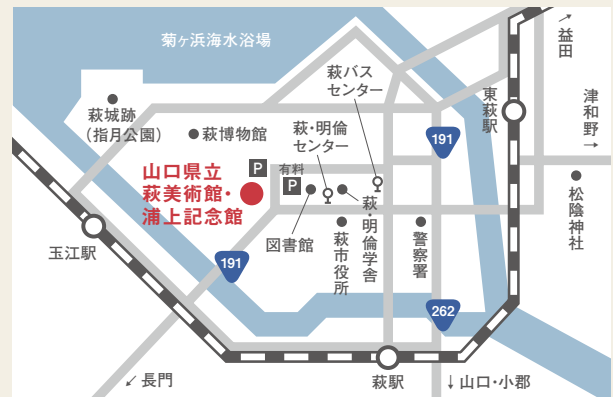 菊ヶ浜海水浴場
↗
益田
萩バス
センター
津和野→
萩城跡
（指月公園）
東萩駅
萩・明倫
センター
萩博物館
191
P
有料
P
山口県立
萩美術館・
浦上記念館
松陰神社
萩・明倫学舎
図書館
萩市役所
警察署
玉江駅
191
262
↙長門
萩駅
↓山口・小郡